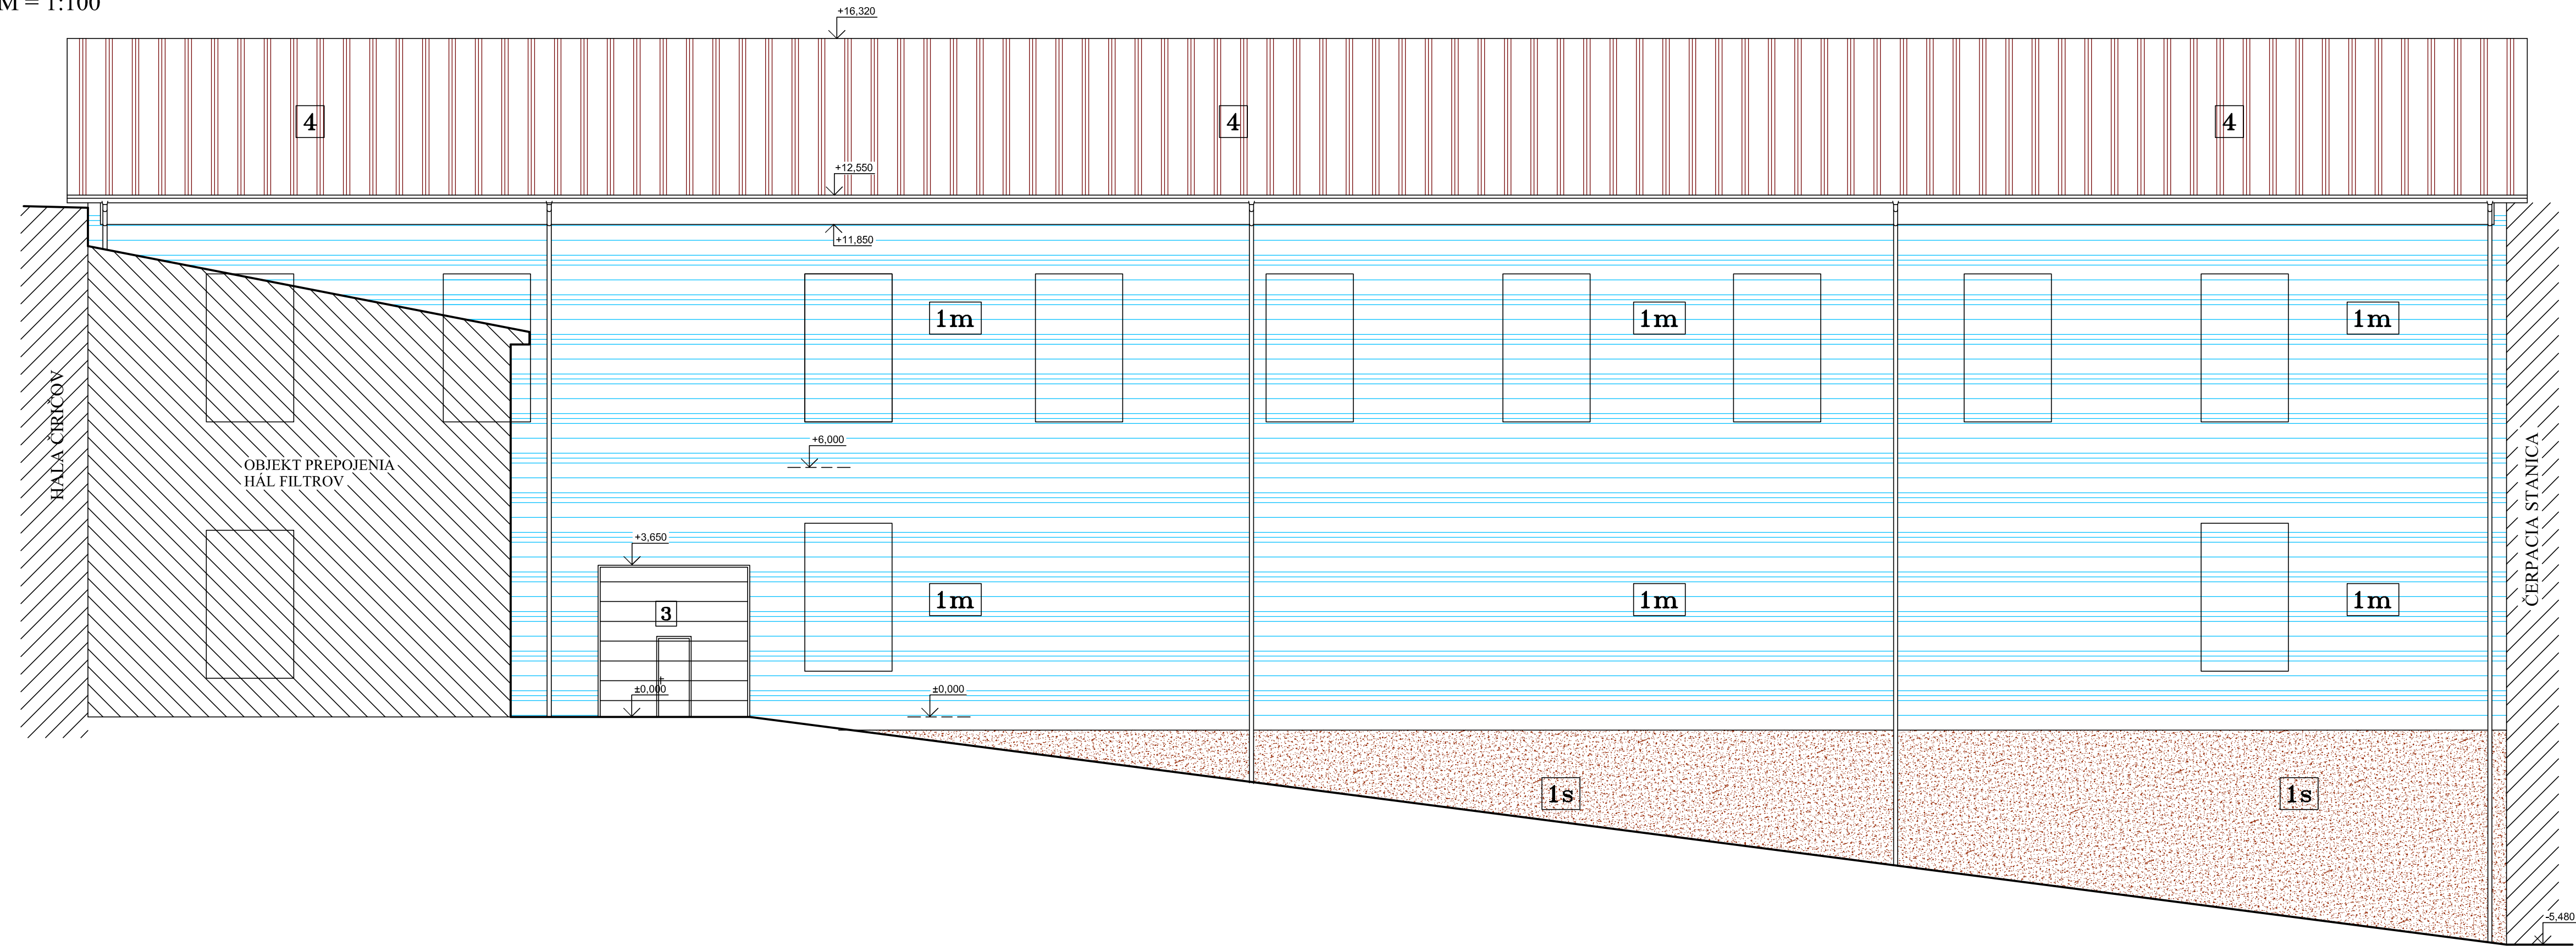 M = 1:100
+16,320
4
4
4
+12,550
+11,850
1m
1m
1m
HALA ČIRIČOV
OBJEKT PREPOJENIA
HÁL FILTROV
+6,000
ČERPACIA STANICA
+3,650
3
1m
1m
1m
±0,000
±0,000
1s
1s
-5,480